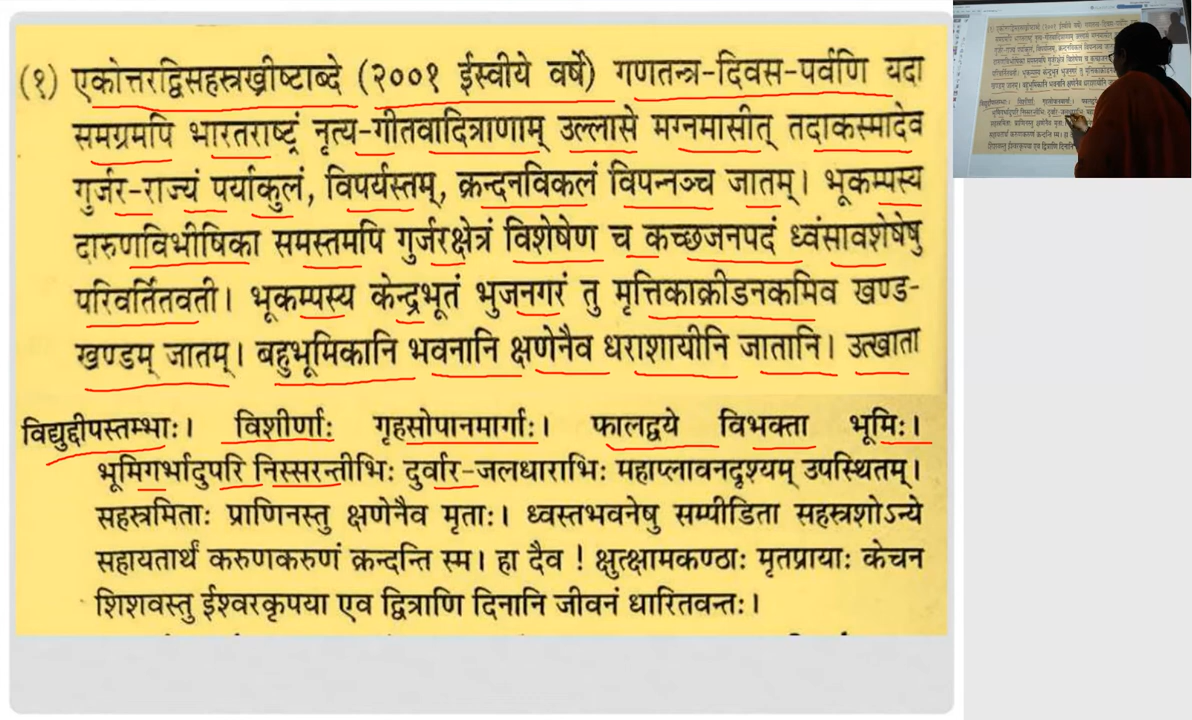 (१) एकोत्तरद्विसहस्रख्रीष्टाब्दे (२००१ ईस्वीये वर्षे) गणतन्त्र-दिवस-पर्वणि यदा
समग्रमपि भारतराष्ट्रं नृत्य-गीतवादित्राणाम् उल्लासे मग्नमासीत् तदाकस्मादेव
गुर्जर-राज्यं पर्याकुलं, विपर्यस्तम्, क्रन्दनविकलं विपन्नञ्च जातम्। भूकम्पस्य
दारुणविभीषिका समस्तमपि गुर्जरक्षेत्रं विशेषेण च कच्छजनपदं ध्वंसावशेषेषु
परिवर्तितवती। भूकम्पस्य केन्द्रभूतं भुजनगरं तु मृत्तिकाक्रीडनकमिव खण्ड-
खण्डम् जातम्। बहुभूमिकानि भवनानि क्षणेनैव धराशायीनि जातानि। उत्खाता
विद्युद्दीपस्तम्भाः। विशीर्णाः गृहसोपानमार्गाः। फालद्वये विभक्ता भूमिः।
भूमिगर्भादुपरि निस्सरन्तीभिः दुर्वार-जलधाराभिः महाप्लावनदृश्यम् उपस्थितम्।
सहस्त्रमिताः प्राणिनस्तु क्षणेनैव मृताः। ध्वस्तभवनेषु सम्पीडिता सहस्त्रशोऽन्ये
सहायतार्थं करुणकरुणं क्रन्दन्ति स्म। हा दैव ! क्षुत्क्षामकण्ठाः मृतप्रायाः केचन
शिशवस्तु ईश्वरकृपया एव द्वित्राणि दिनानि जीवनं धारितवन्तः।